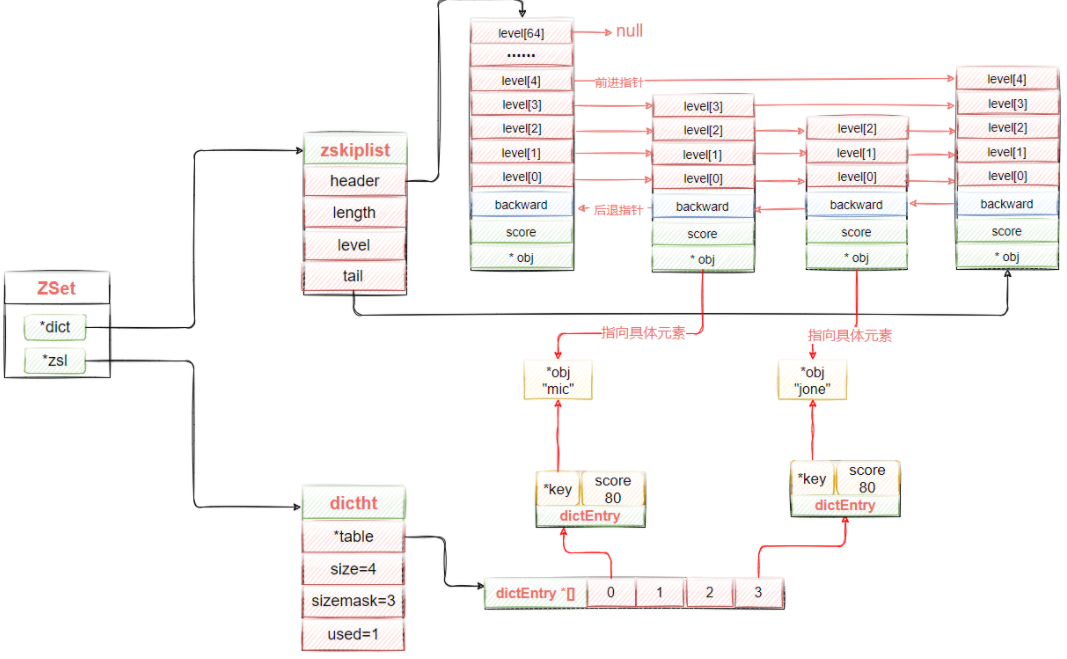 ZSet
*dict
*zsl
zskiplist
header
length
level
tail
level[64]
null
......
level[4]
level[3]
level[2]
level[1]
level[0]
backward
score
* obj
前进指针
后退指针
level[3]
level[2]
level[1]
level[0]
backward
score
* obj
level[2]
level[1]
level[0]
backward
score
* obj
level[4]
level[3]
level[2]
level[1]
level[0]
backward
score
* obj
指向具体元素
指向具体元素
*obj
"mic"
*obj
"jone"
*key
score
80
dictEntry
*key
score
80
dictEntry
dictht
*table
size=4
sizemask=3
used=1
dictEntry *[]
0
1
2
3